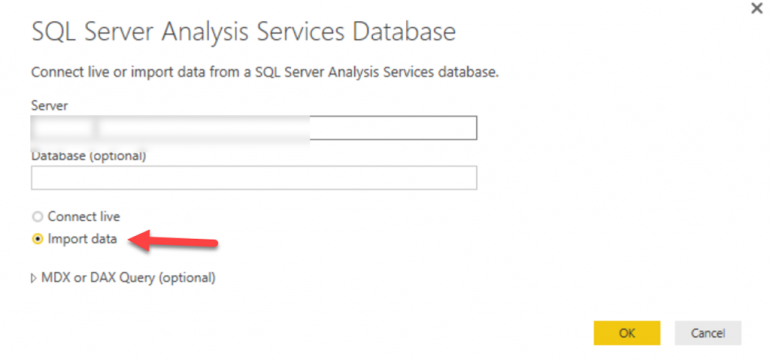 SQL Server Analysis Services Database
Connect live or import data from a SQL Server Analysis Services database.
Server
Database (optional)
Connect live
Import data
MDX or DAX Query (optional)
OK Cancel